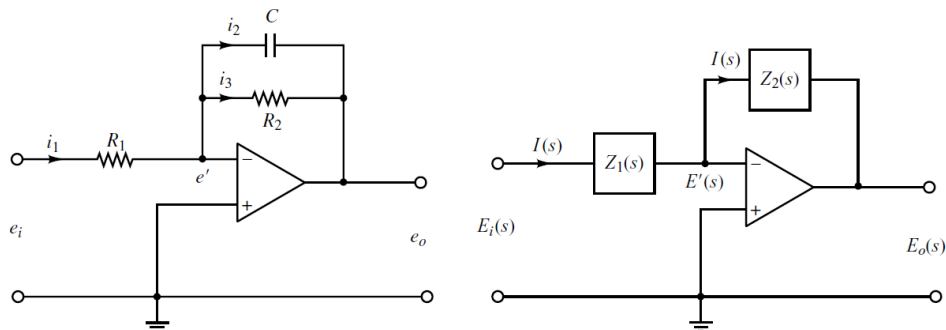 i₂
C
i₃
R₂
i₁
R₁
e′
−
+
eᵢ
eₒ
I(s)
Z₂(s)
I(s)
Z₁(s)
E′(s)
−
+
Eᵢ(s)
Eₒ(s)